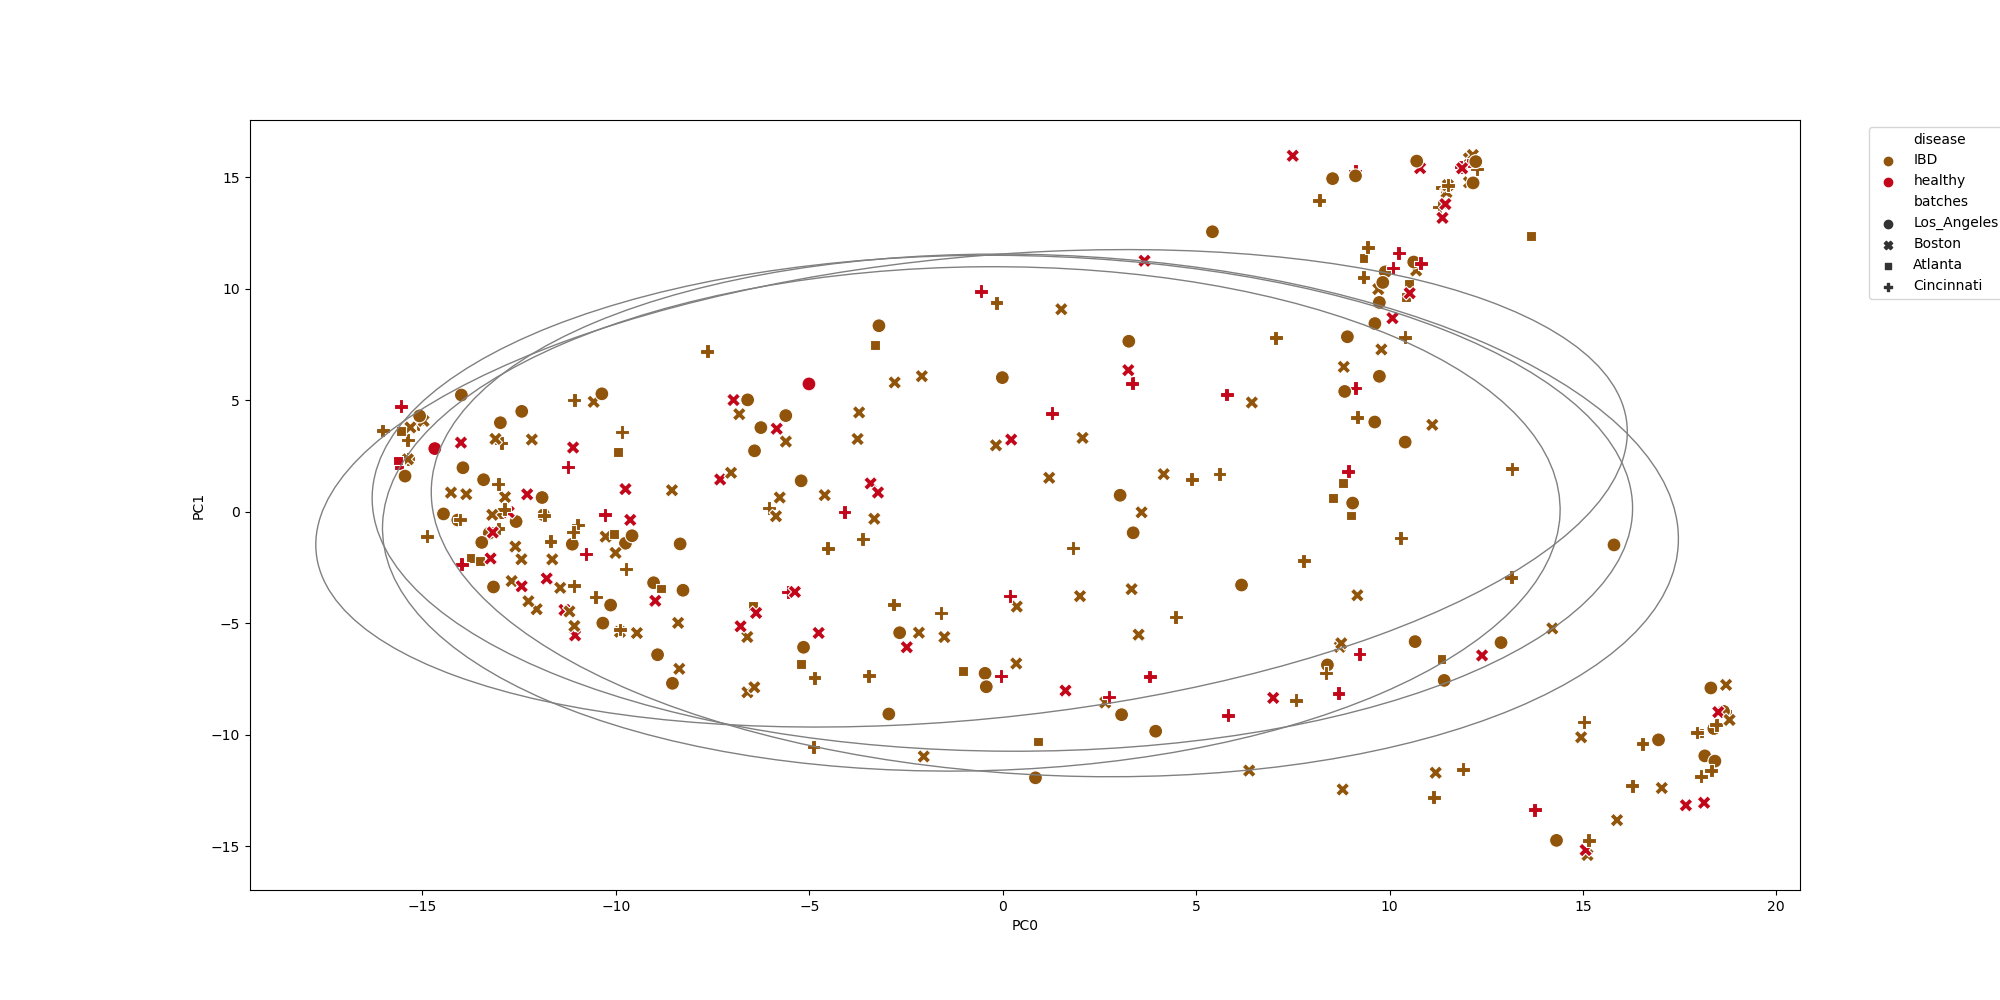 disease
IBD
healthy
batches
Los_Angeles
Boston
Atlanta
Cincinnati
15
10
5
0
−5
−10
−15
PC1
−15
−10
−5
0
5
10
15
20
PC0